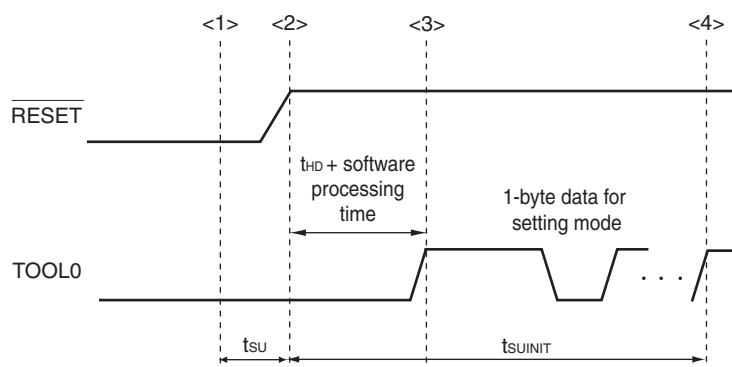 <1> <2> <3> <4>
RESET
tHD + software
processing
time
1-byte data for
setting mode
TOOL0
. . .
tSU
tSUINIT